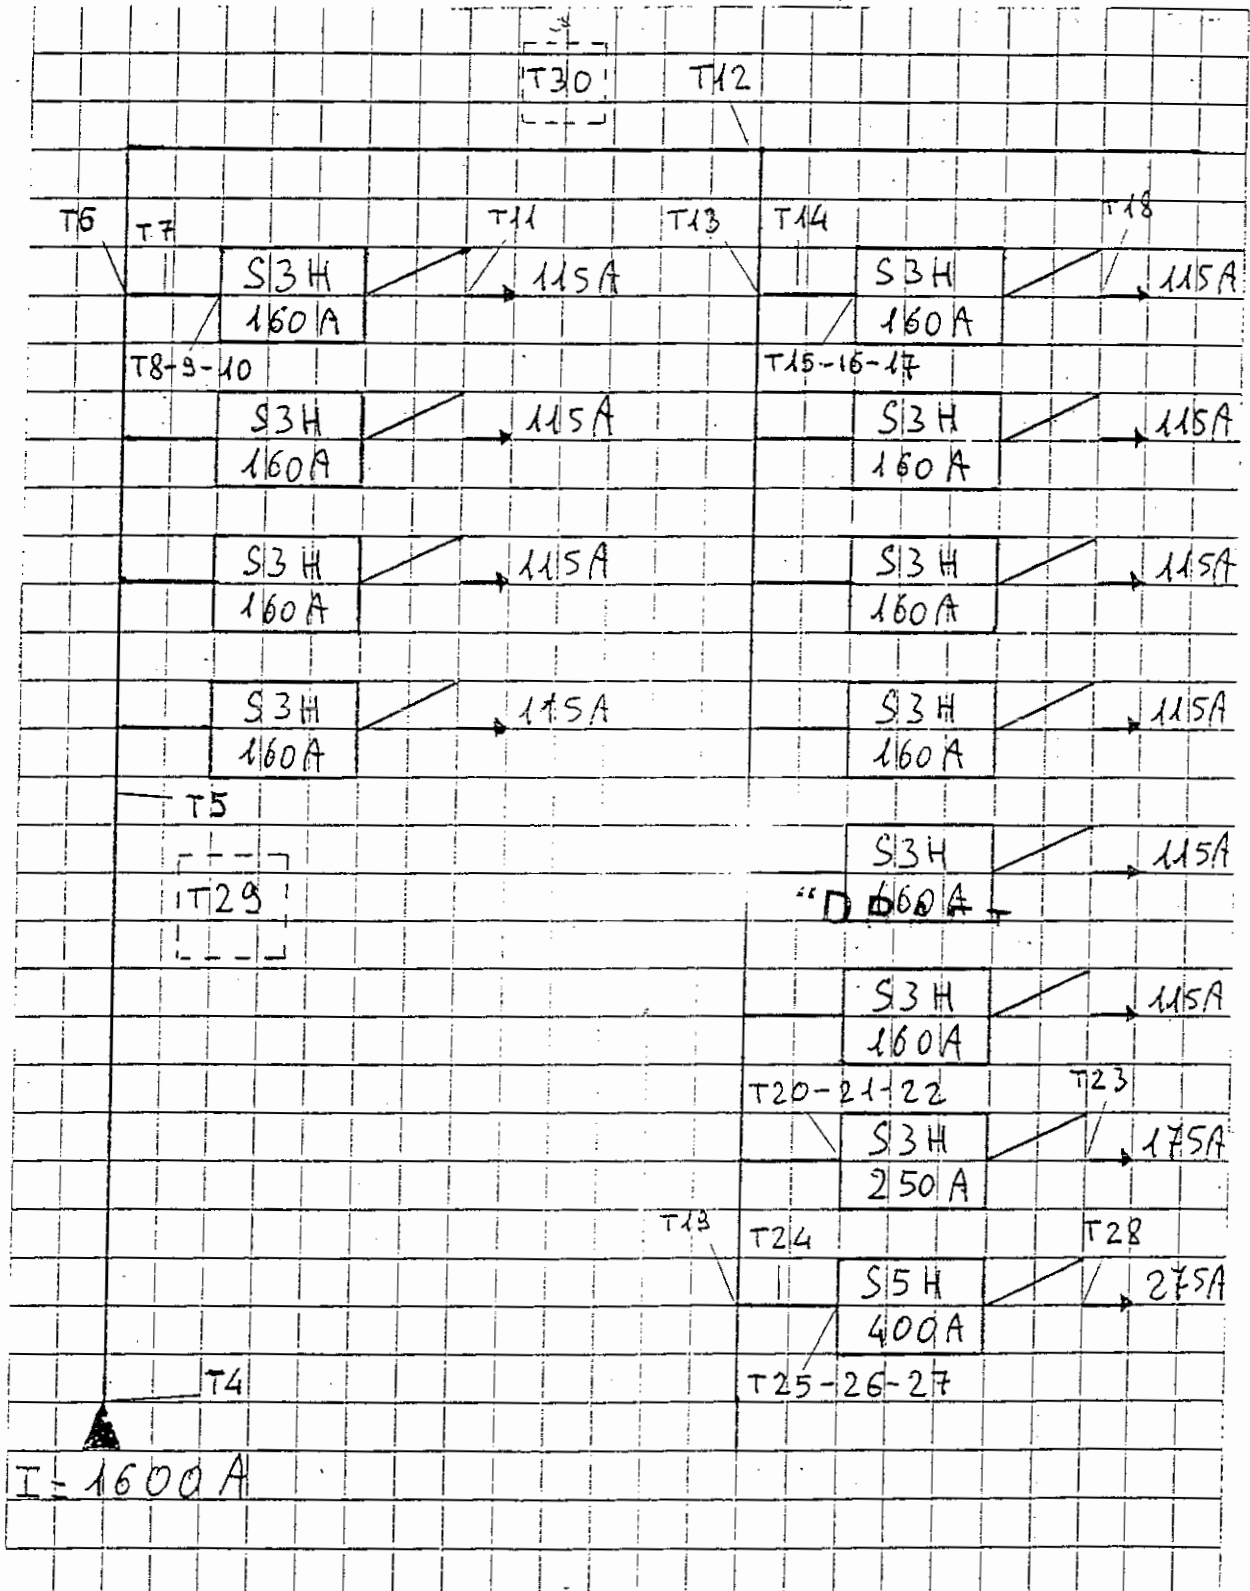 T30 T12
T6 T7 T11 T13 T14 T18
S3H 115A S3H 115A
160A 160A
T8-9-10 T15-16-17
S3H 115A S3H 115A
160A 160A
S3H 115A S3H 115A
160A 160A
S3H 115A S3H 115A
160A 160A
T5
S3H 115A
T29 160A
S3H 115A
160A
T20-21-22 T23
S3H 175A
250A
T19 T24 T28
S5H 275A
400A
T4 T25-26-27
I=1600A